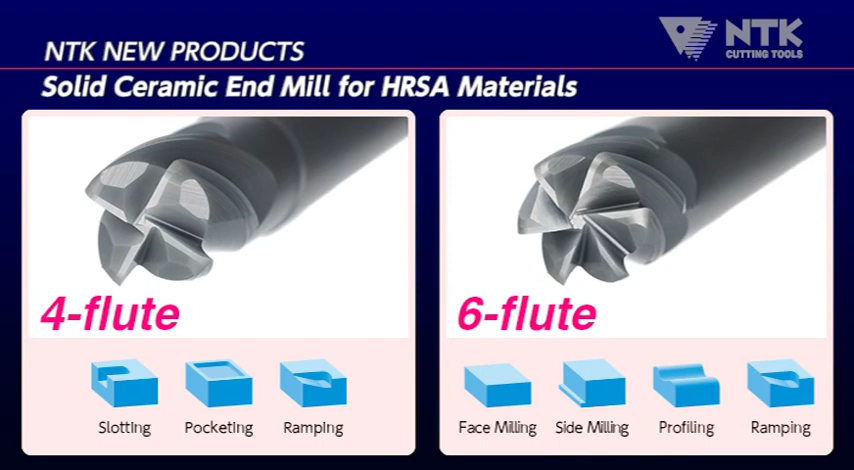 NTK NEW PRODUCTS
NTK
CUTTING TOOLS
Solid Ceramic End Mill for HRSA Materials
4-flute
Slotting
Pocketing
Ramping
6-flute
Face Milling
Side Milling
Profiling
Ramping